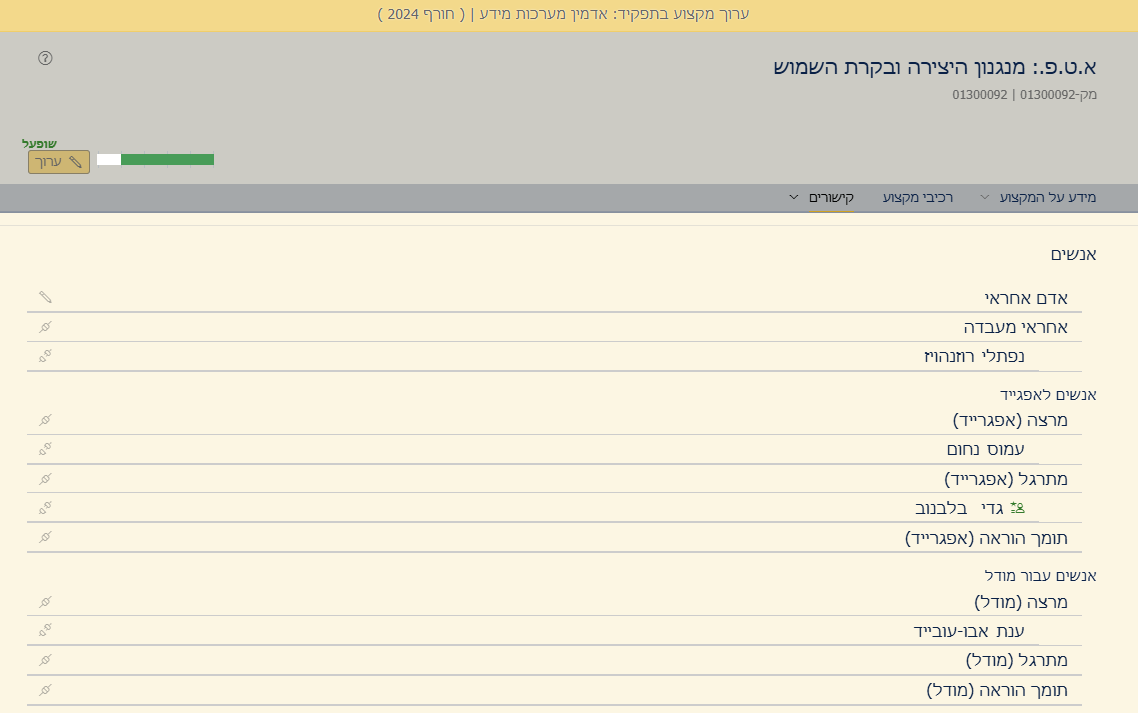 ערוך מקצוע בתפקיד: אדמין מערכות מידע | ( חורף 2024 )
א.ט.פ.: מנגנון היצירה ובקרת השמוש
מק-01300092 | 01300092
שופעל
ערוך
מידע על המקצוע
רכיבי מקצוע
קישורים
אנשים
אדם אחראי
אחראי מעבדה
נפתלי רוזנהויז
אנשים לאפגרייד
מרצה (אפגרייד)
עמוס נחום
מתרגל (אפגרייד)
גדי בלבנוב
תומך הוראה (אפגרייד)
אנשים עבור מודל
מרצה (מודל)
ענת אבו-עובייד
מתרגל (מודל)
תומך הוראה (מודל)